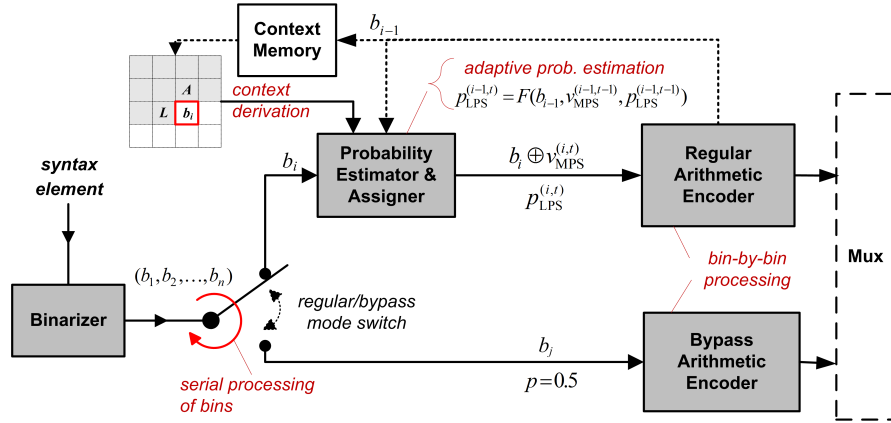 Context
Memory
b_{i−1}
A
L
b_i
context
derivation
adaptive prob. estimation
p_{LPS}^{(i−1,t)} = F(b_{i−1}, v_{MPS}^{(i−1,t−1)}, p_{LPS}^{(i−1,t−1)})
syntax
element
b_i
Probability
Estimator &
Assigner
b_i ⊕ v_{MPS}^{(i,t)}
p_{LPS}^{(i,t)}
Regular
Arithmetic
Encoder
Mux
bin-by-bin
processing
(b_1, b_2, …, b_n)
Binarizer
regular/bypass
mode switch
serial processing
of bins
b_j
p = 0.5
Bypass
Arithmetic
Encoder